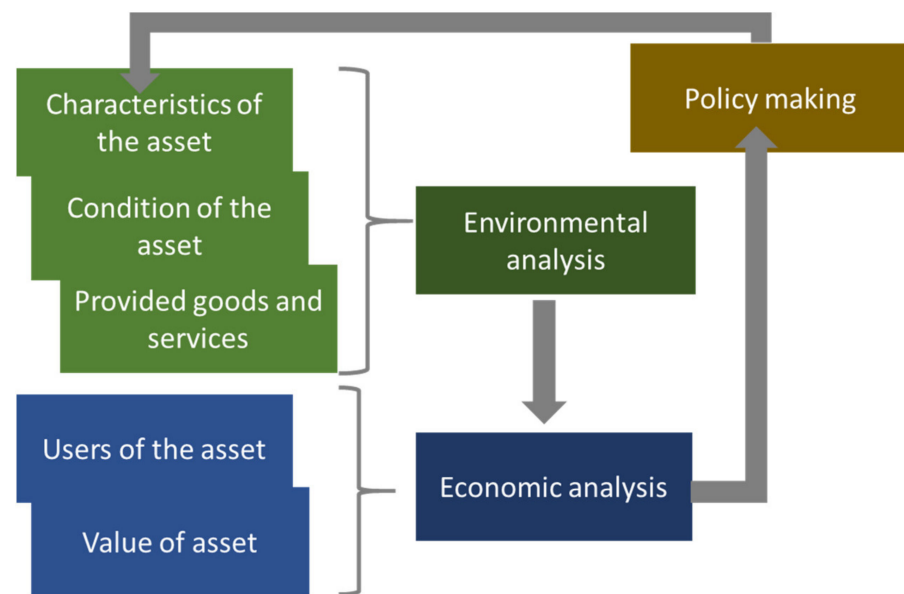 Characteristics of
the asset
Condition of the
asset
Provided goods and
services
Users of the asset
Value of asset
Environmental
analysis
Economic analysis
Policy making